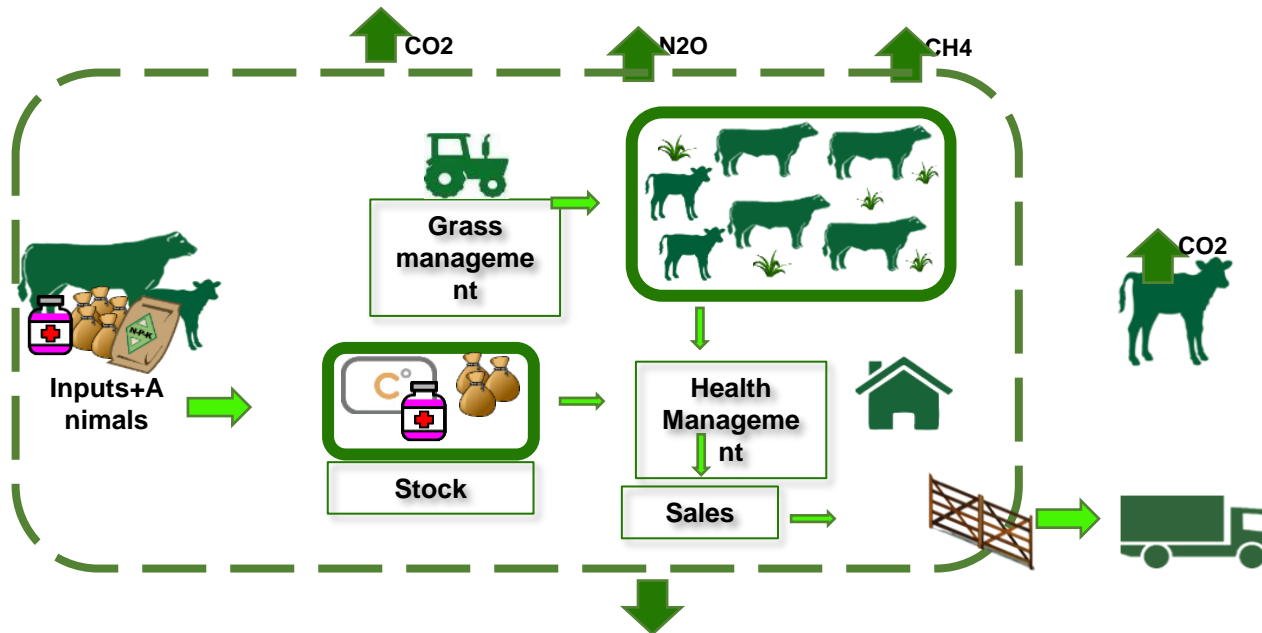 CO2
N2O
CH4
Grass
manageme
nt
CO2
N-P-K
Inputs+A
nimals
C°
Health
Manageme
nt
Stock
Sales